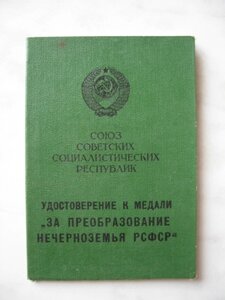 СОЮЗ
СОВЕТСКИХ
СОЦИАЛИСТИЧЕСКИХ
РЕСПУБЛИК
УДОСТОВЕРЕНИЕ К МЕДАЛИ
„ЗА ПРЕОБРАЗОВАНИЕ
НЕЧЕРНОЗЕМЬЯ РСФСР“